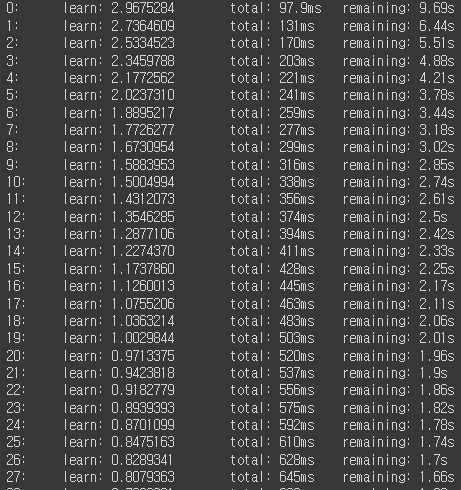 0: learn: 2.9675284 total: 97.9ms remaining: 9.69s
1: learn: 2.7364609 total: 131ms remaining: 6.44s
2: learn: 2.5334523 total: 170ms remaining: 5.51s
3: learn: 2.3459788 total: 203ms remaining: 4.88s
4: learn: 2.1772562 total: 221ms remaining: 4.21s
5: learn: 2.0237310 total: 241ms remaining: 3.78s
6: learn: 1.8895217 total: 259ms remaining: 3.44s
7: learn: 1.7726277 total: 277ms remaining: 3.18s
8: learn: 1.6730954 total: 299ms remaining: 3.02s
9: learn: 1.5883953 total: 316ms remaining: 2.85s
10: learn: 1.5004994 total: 338ms remaining: 2.74s
11: learn: 1.4312073 total: 356ms remaining: 2.61s
12: learn: 1.3546285 total: 374ms remaining: 2.5s
13: learn: 1.2877106 total: 394ms remaining: 2.42s
14: learn: 1.2274370 total: 411ms remaining: 2.33s
15: learn: 1.1737860 total: 428ms remaining: 2.25s
16: learn: 1.1260013 total: 445ms remaining: 2.17s
17: learn: 1.0755206 total: 463ms remaining: 2.11s
18: learn: 1.0363214 total: 483ms remaining: 2.06s
19: learn: 1.0029844 total: 503ms remaining: 2.01s
20: learn: 0.9713375 total: 520ms remaining: 1.96s
21: learn: 0.9423818 total: 537ms remaining: 1.9s
22: learn: 0.9182779 total: 556ms remaining: 1.86s
23: learn: 0.8939393 total: 575ms remaining: 1.82s
24: learn: 0.8701099 total: 592ms remaining: 1.78s
25: learn: 0.8475163 total: 610ms remaining: 1.74s
26: learn: 0.8289341 total: 628ms remaining: 1.7s
27: learn: 0.8079363 total: 645ms remaining: 1.66s